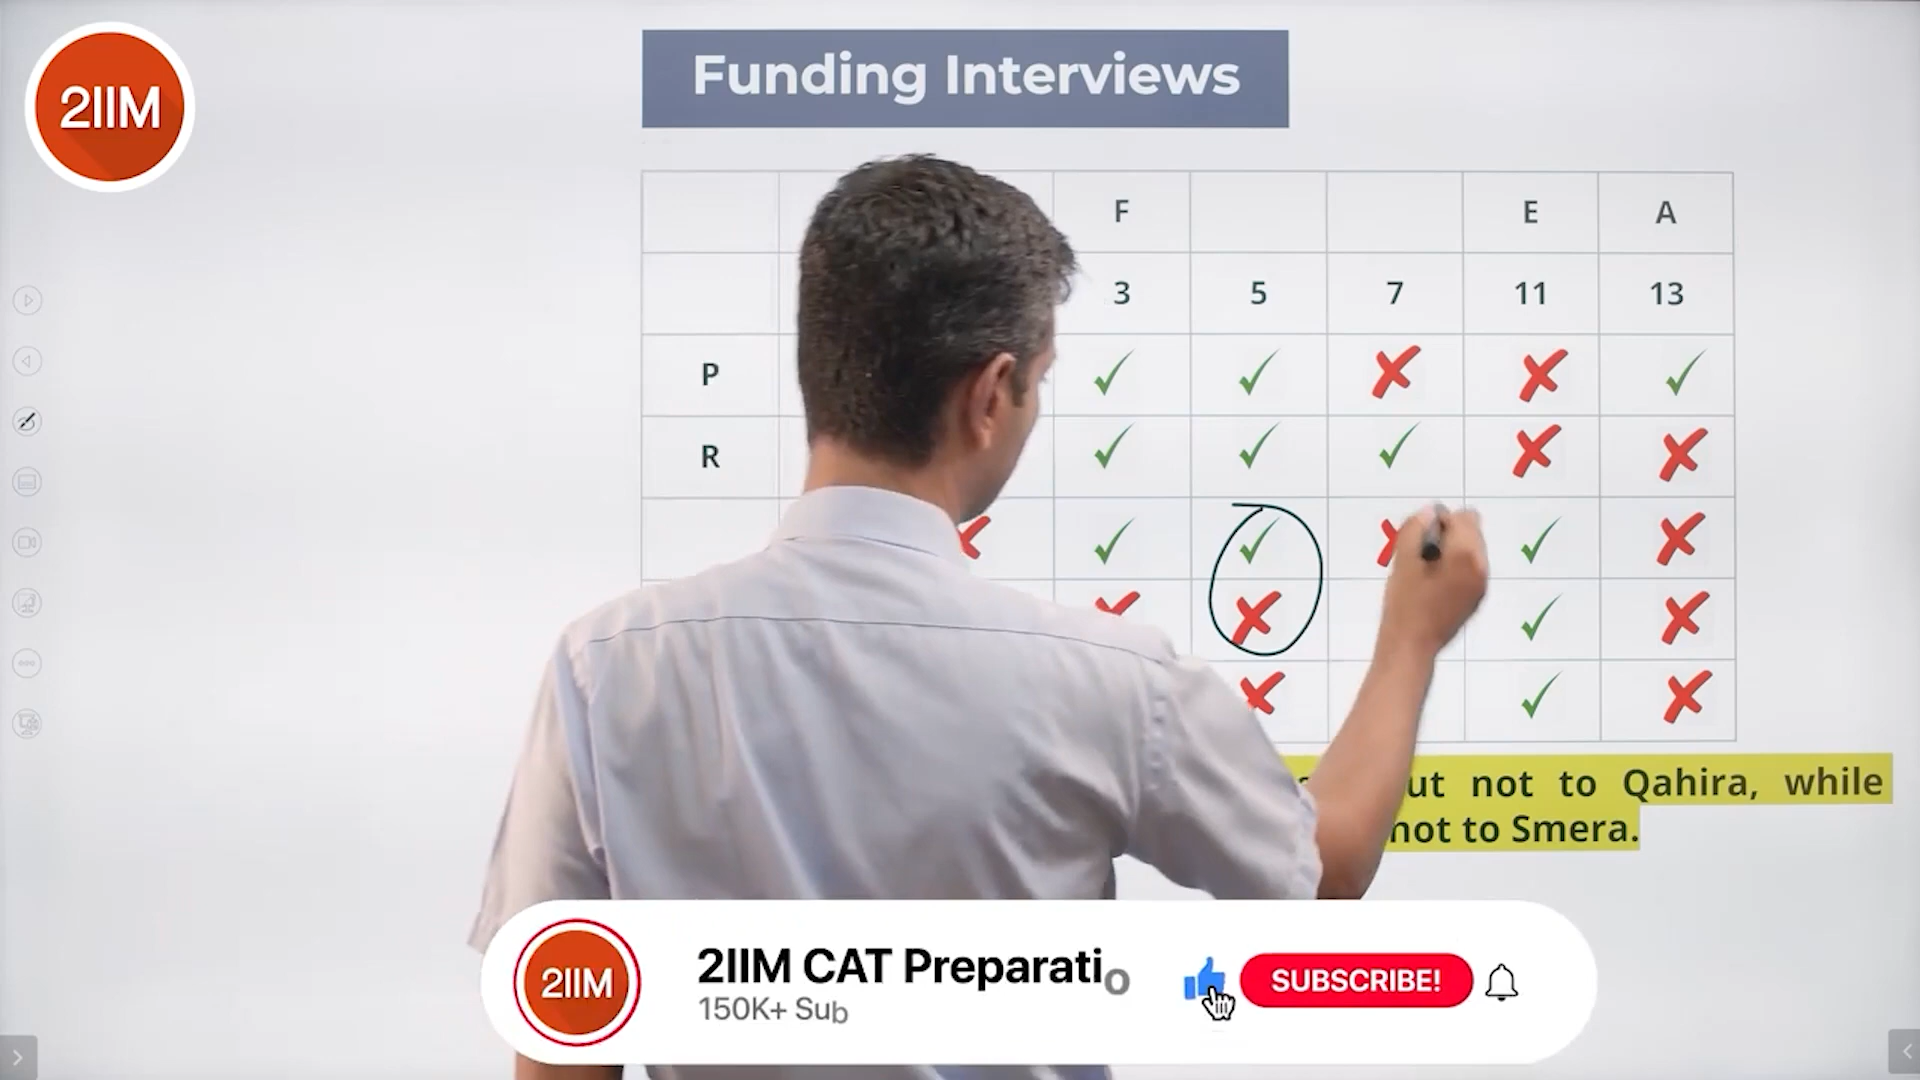 2IIM
Funding Interviews
F E A
3 5 7 11 13
P
R
ut not to Qahira, while
not to Smera.
2IIM
2IIM CAT Preparatio
150K+ Sub
SUBSCRIBE!